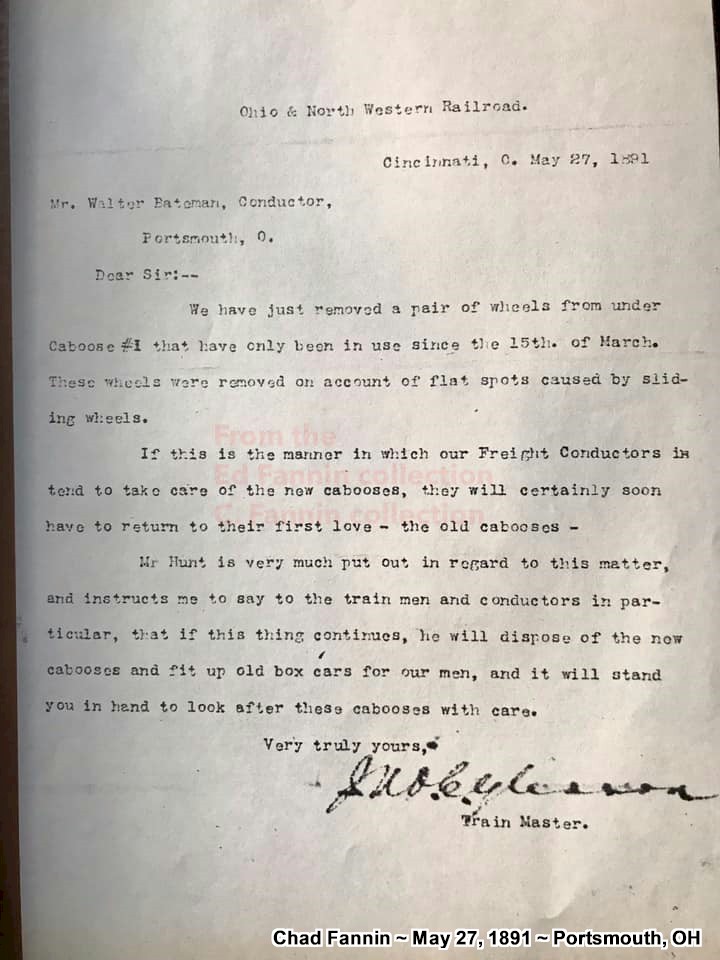 Ohio & North Western Railroad.
Cincinnati, O. May 27, 1891
Mr. Walter Bateman, Conductor,
Portsmouth, O.
Dear Sir:--
We have just removed a pair of wheels from under
Caboose #1 that have only been in use since the 15th. of March.
These wheels were removed on account of flat spots caused by slid-
ing wheels.
If this is the manner in which our Freight Conductors in
tend to take care of the new cabooses, they will certainly soon
have to return to their first love - the old cabooses -
Mr Hunt is very much put out in regard to this matter,
and instructs me to say to the train men and conductors in par-
ticular, that if this thing continues, he will dispose of the new
cabooses and fit up old box cars for our men, and it will stand
you in hand to look after these cabooses with care.
Very truly yours,
Train Master.
From the
Ed Fannin collection
C. Fannin collection
Chad Fannin ~ May 27, 1891 ~ Portsmouth, OH